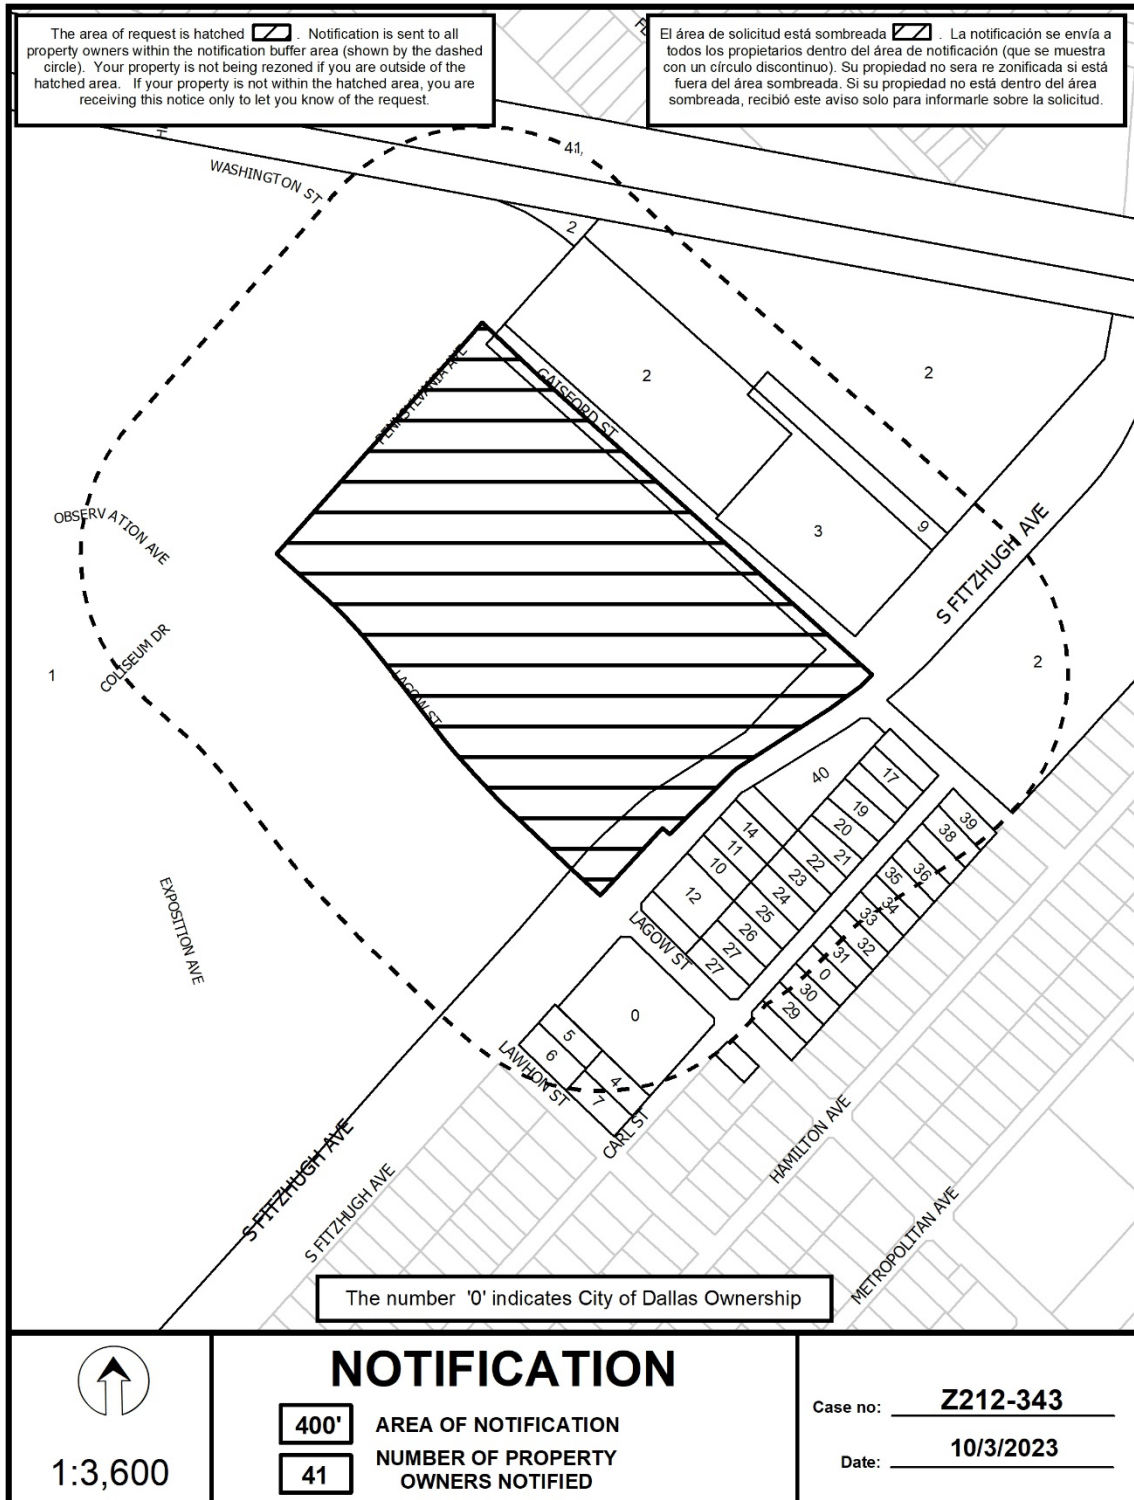 The area of request is hatched . Notification is sent to all
property owners within the notification buffer area (shown by the dashed
circle). Your property is not being rezoned if you are outside of the
hatched area. If your property is not within the hatched area, you are
receiving this notice only to let you know of the request.
El área de solicitud está sombreada . La notificación se envía a
todos los propietarios dentro del área de notificación (que se muestra
con un círculo discontinuo). Su propiedad no sera re zonificada si está
fuera del área sombreada. Si su propiedad no está dentro del área
sombreada, recibió este aviso solo para informarle sobre la solicitud.
41
WASHINGTON ST
2
PENNSYLVANIA AVE
GAISFORD ST
2
2
OBSERVATION AVE
3
9
S FITZHUGH AVE
COLISEUM DR
1
LAGOW ST
2
40
17
19
20
21
22
23
24
25
26
27
27
14
11
10
12
39
38
36
35
34
33
32
31
0
30
29
EXPOSITION AVE
LAGOW ST
0
5
6
4
7
LAWHON ST
CARL ST
HAMILTON AVE
S FITZHUGH AVE
S FITZHUGH AVE
METROPOLITAN AVE
The number '0' indicates City of Dallas Ownership
1:3,600
NOTIFICATION
400' AREA OF NOTIFICATION
41 NUMBER OF PROPERTY
OWNERS NOTIFIED
Case no: Z212-343
Date: 10/3/2023